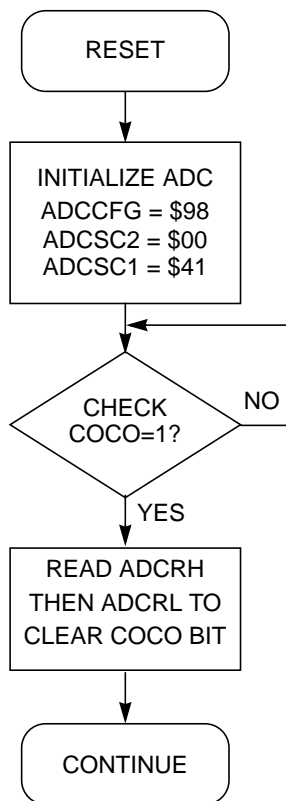 RESET
INITIALIZE ADC
ADCCFG = $98
ADCSC2 = $00
ADCSC1 = $41
CHECK
COCO=1?
NO
YES
READ ADCRH
THEN ADCRL TO
CLEAR COCO BIT
CONTINUE